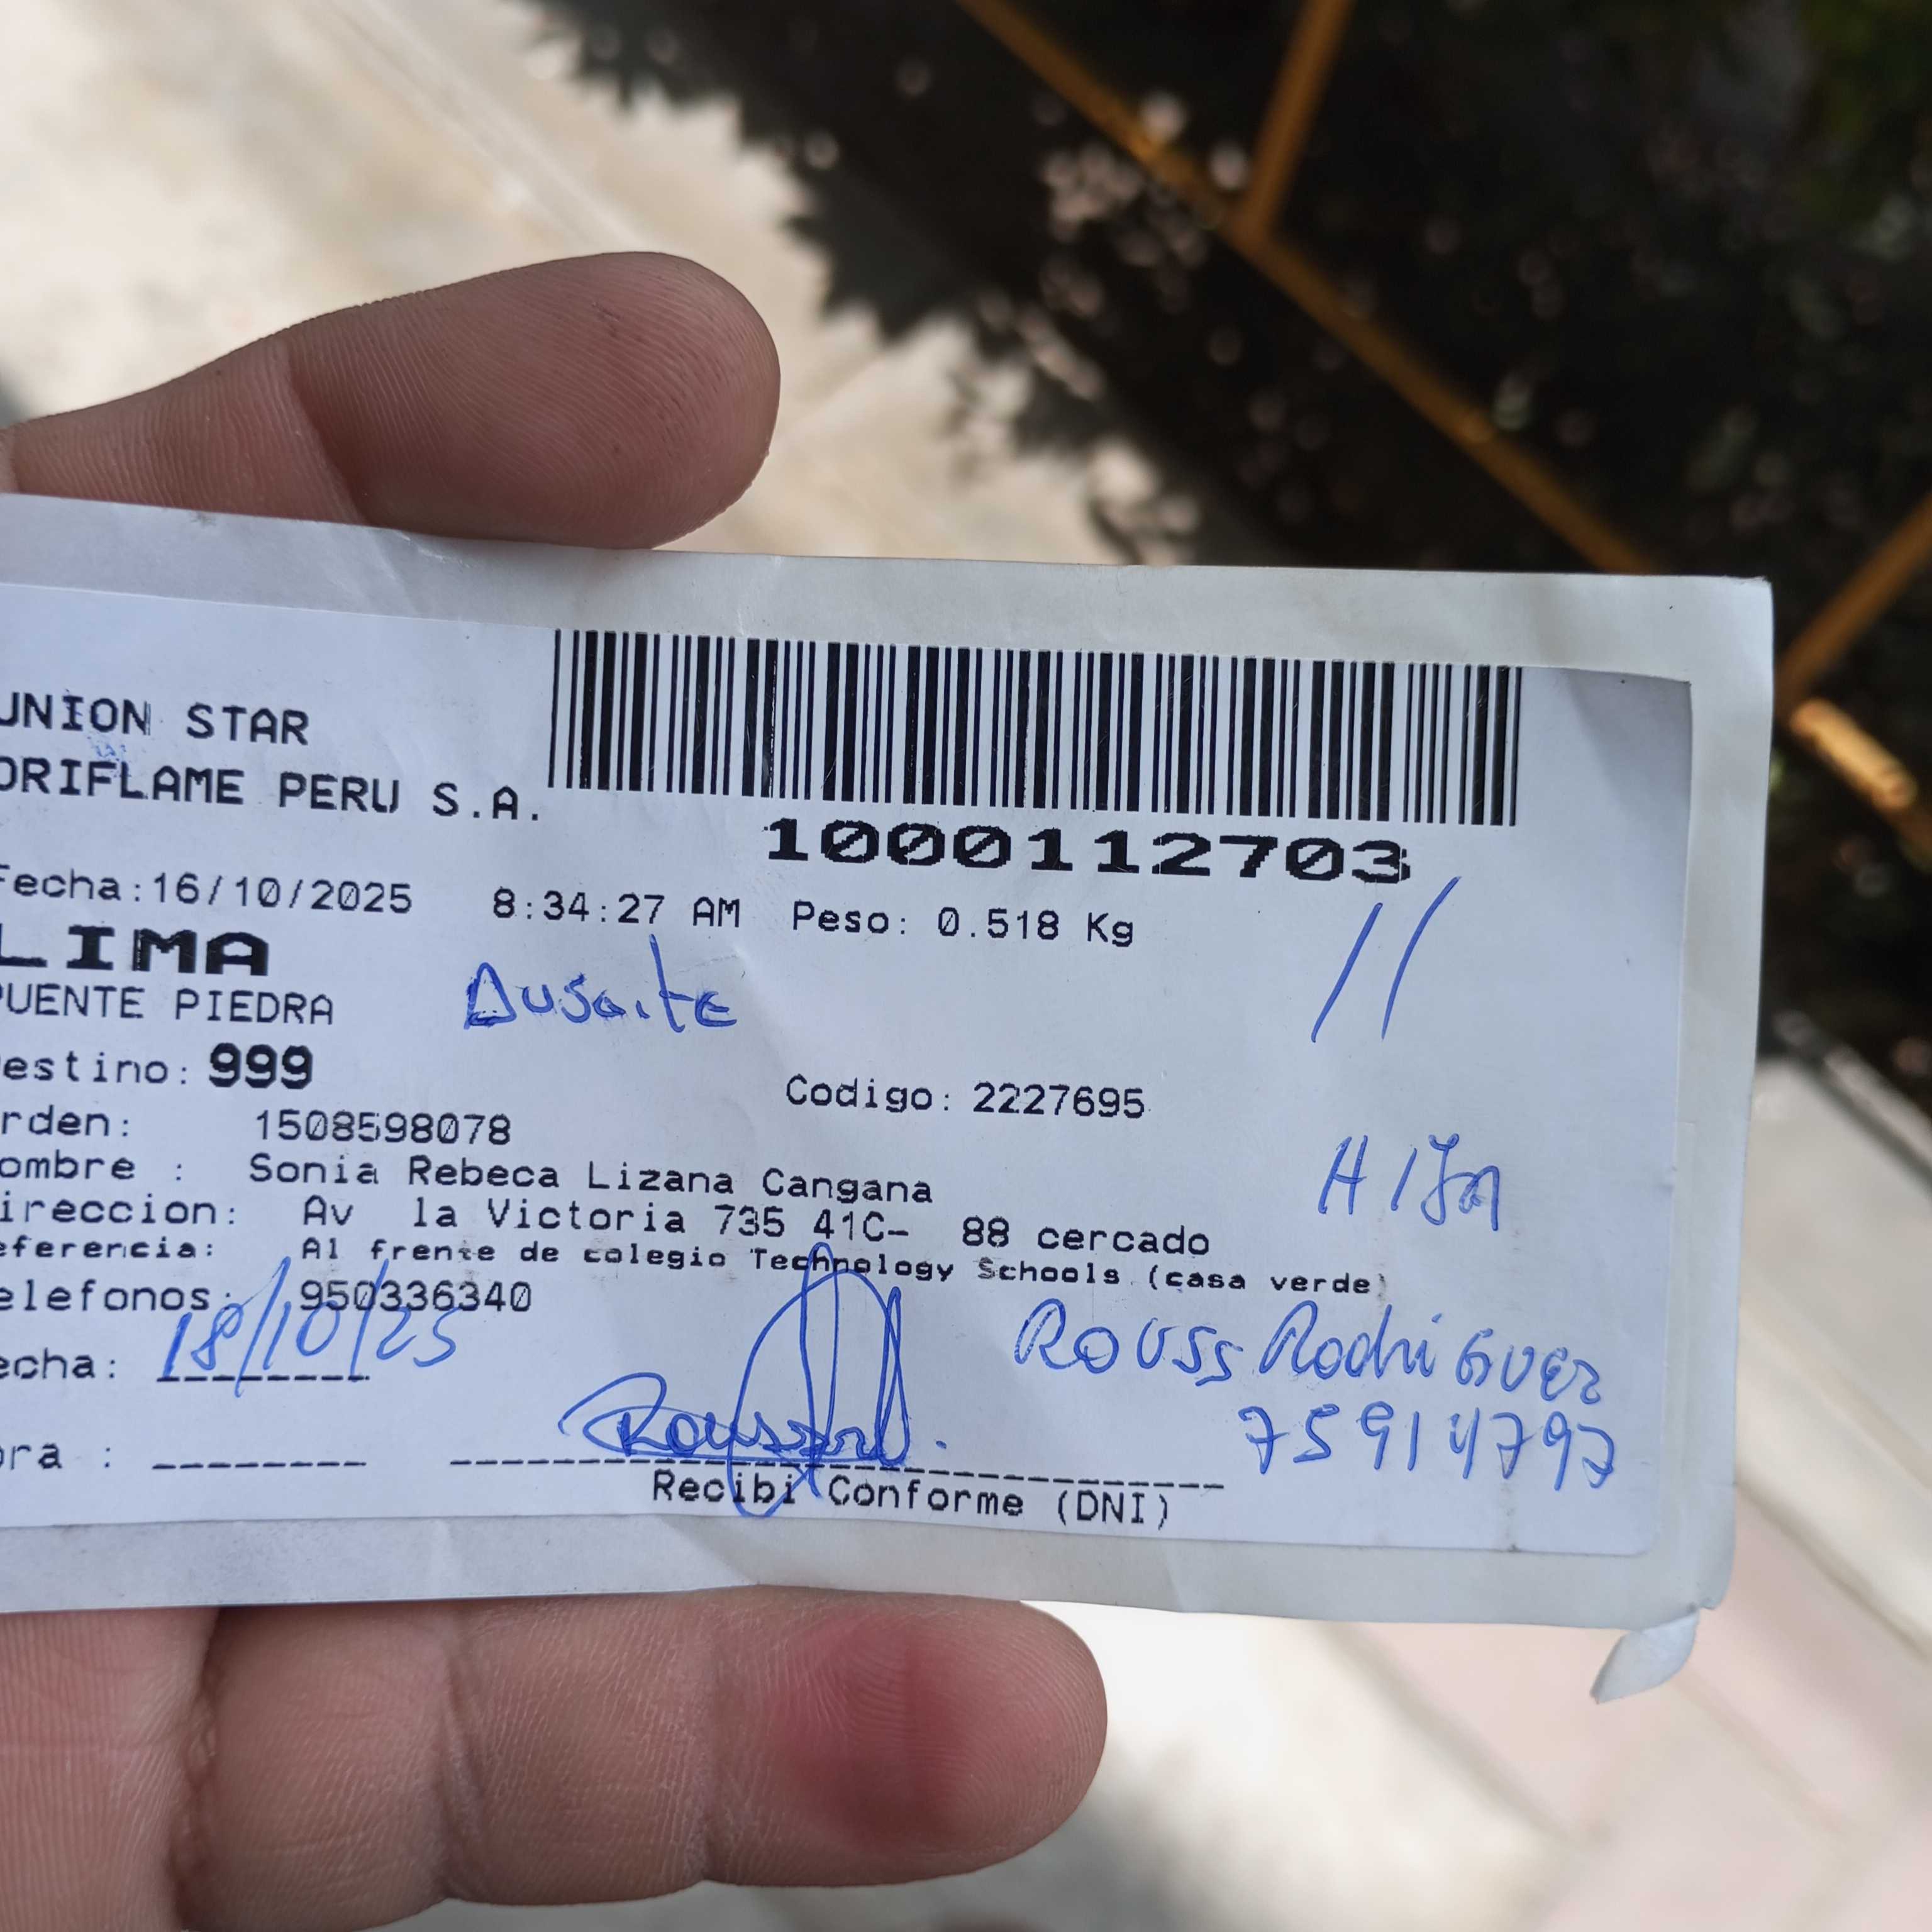 UNION STAR
ORIFLAME PERU S.A.
1000112703
Fecha:16/10/2025 8:34:27 AM Peso: 0.518 Kg
LIMA
PUENTE PIEDRA
estino: 999
Codigo: 2227695
rden: 1508598078
ombre : Sonia Rebeca Lizana Cangana
HIJA
ireccion: Av la Victoria 735 41C- 88 cercado
eferencia: Al frente de colegio Technology Schools (casa verde)
elefonos: 950336340
echa: 18/10/25
Rouss Rodriguez
75914797
ora : --------
Recibi Conforme (DNI)